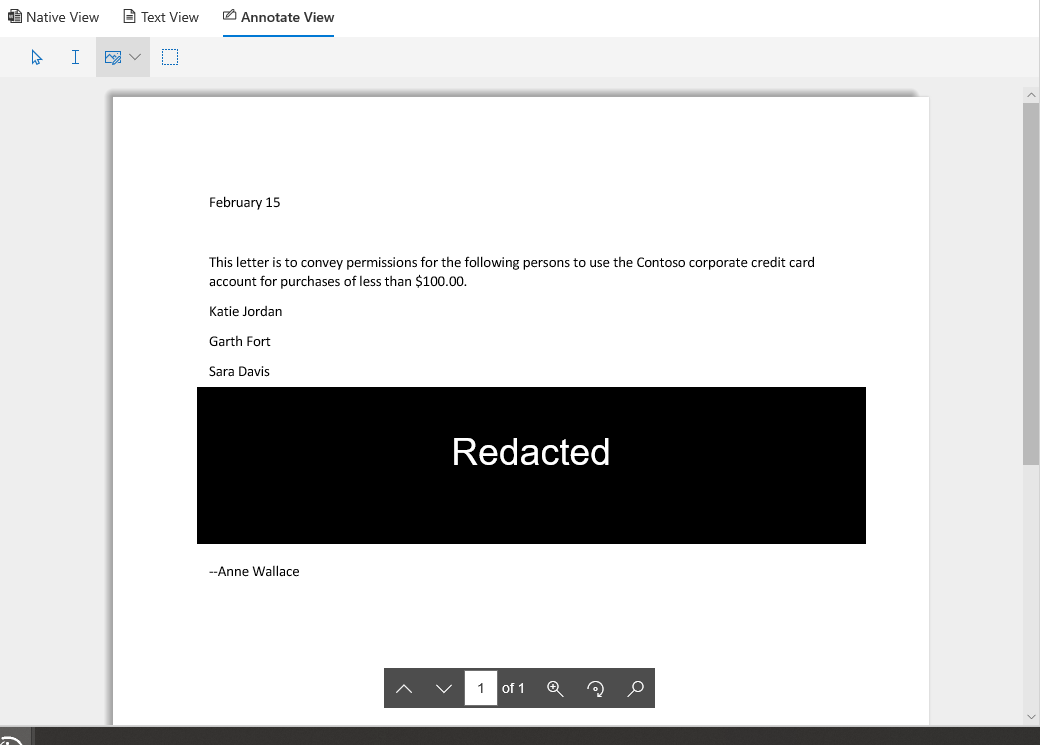 Native View Text View Annotate View
February 15
This letter is to convey permissions for the following persons to use the Contoso corporate credit card
account for purchases of less than $100.00.
Katie Jordan
Garth Fort
Sara Davis
Redacted
--Anne Wallace
1 of 1